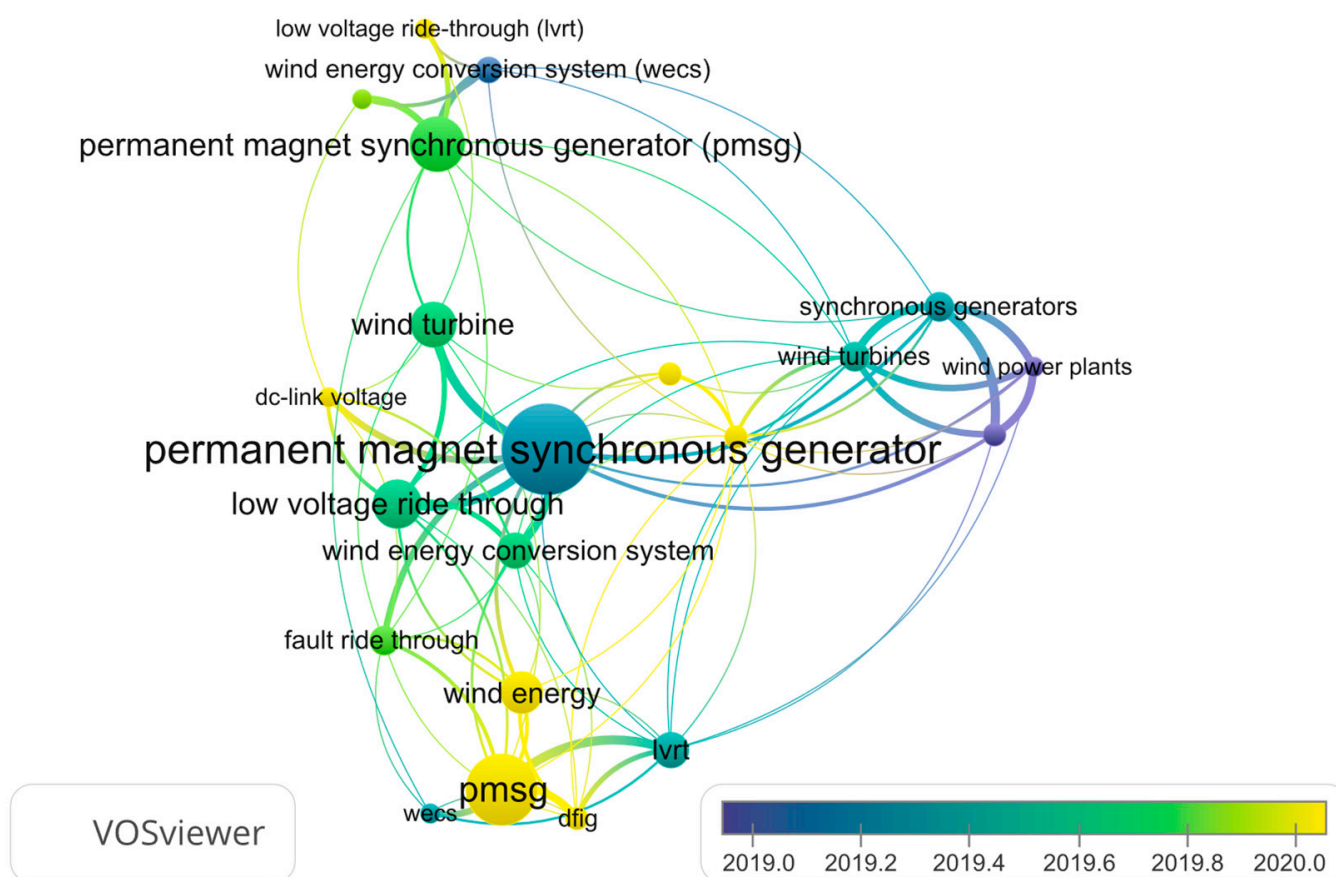 low voltage ride-through (lvrt)
wind energy conversion system (wecs)
permanent magnet synchronous generator (pmsg)
synchronous generators
wind turbine
wind turbines
wind power plants
dc-link voltage
permanent magnet synchronous generator
low voltage ride through
wind energy conversion system
fault ride through
wind energy
lvrt
pmsg
wecs
dfig
VOSviewer
2019.0 2019.2 2019.4 2019.6 2019.8 2020.0